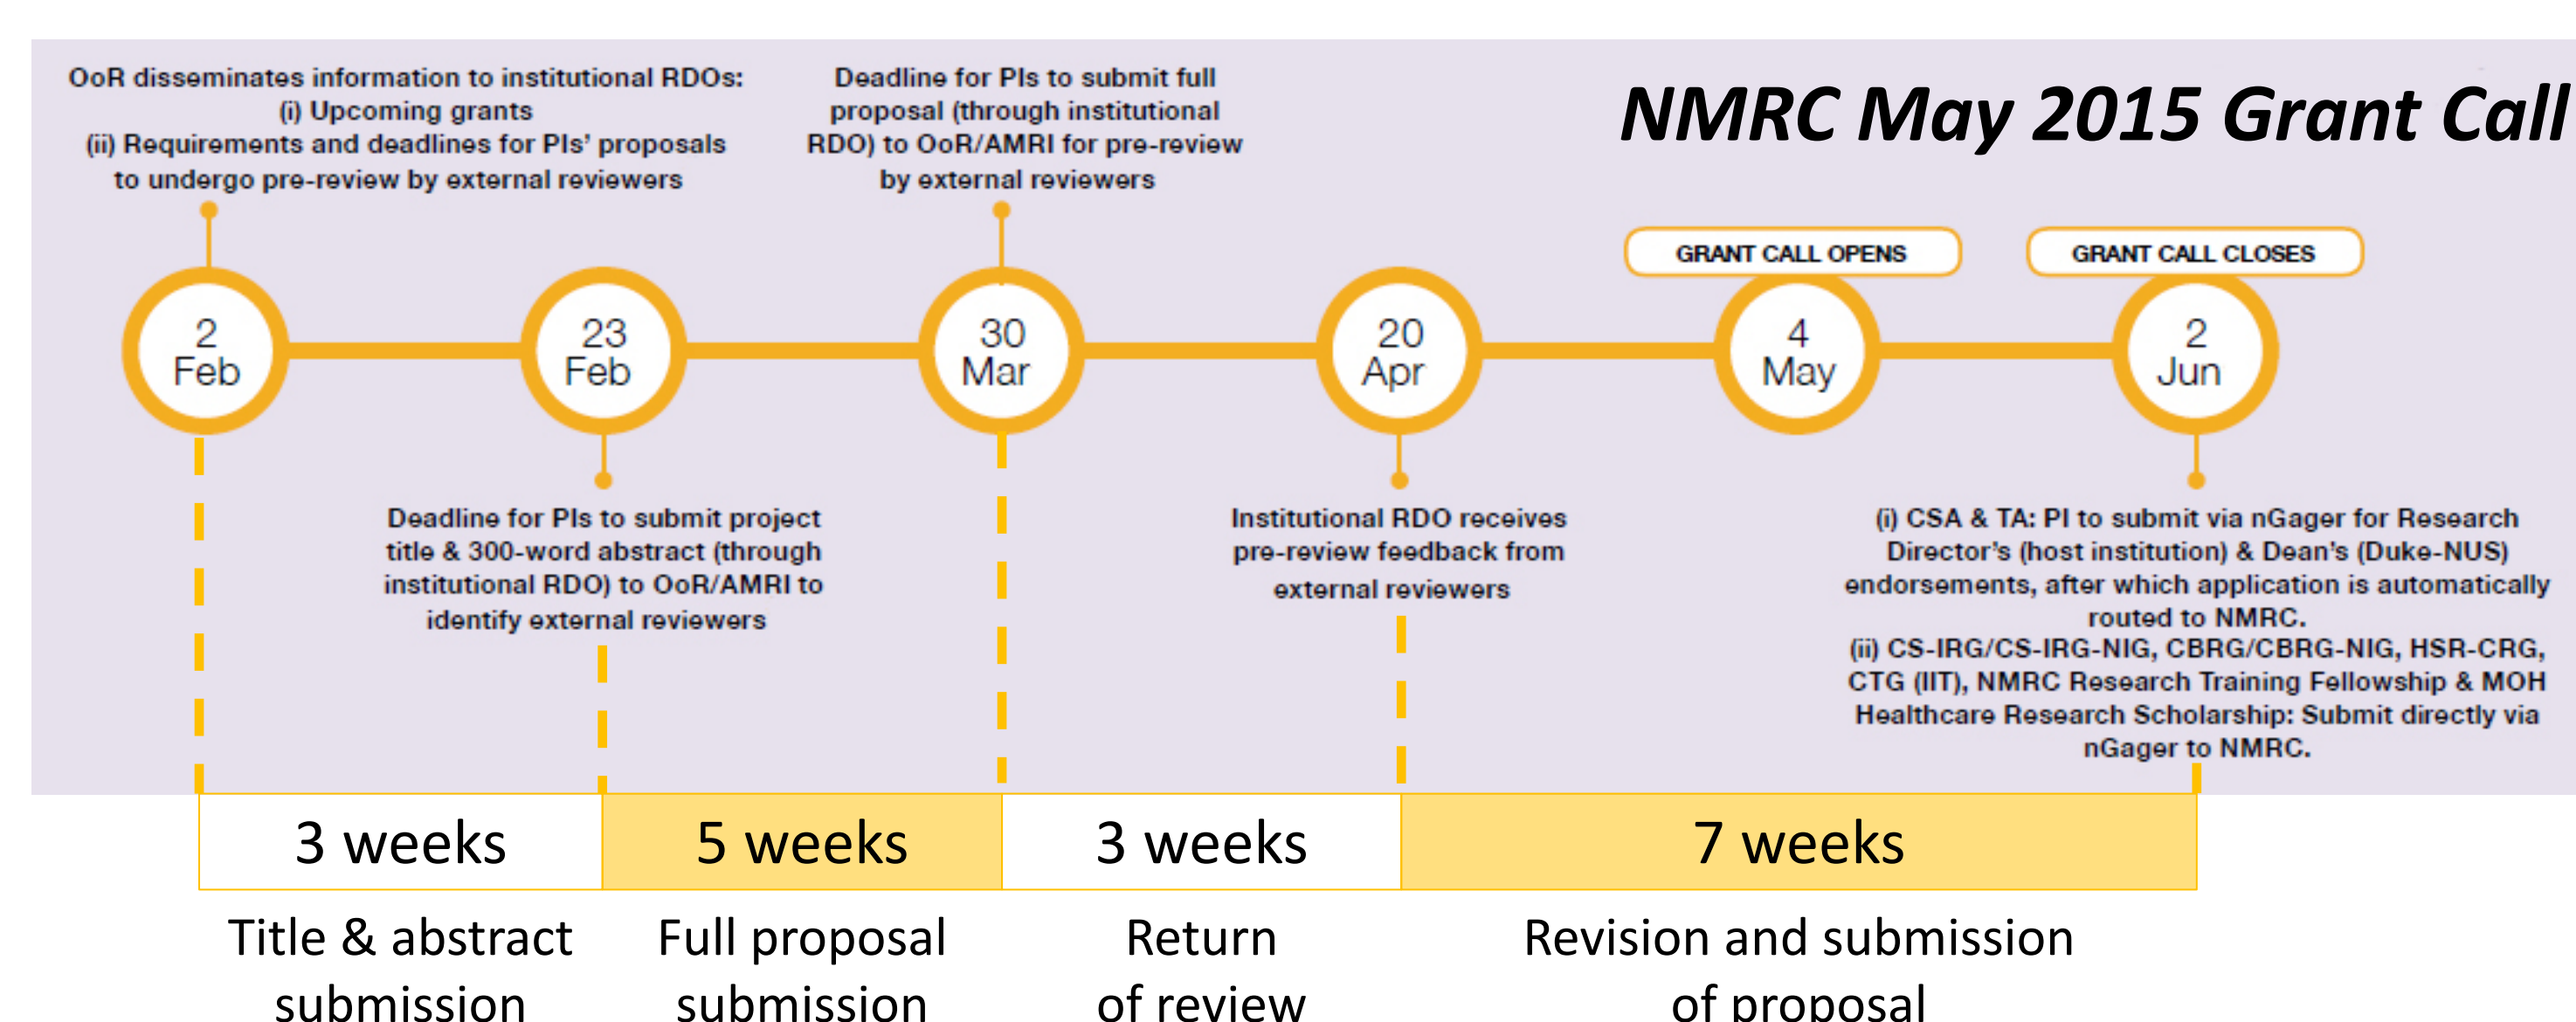 OoR disseminates information to institutional RDOs:
(i) Upcoming grants
(ii) Requirements and deadlines for PIs' proposals
to undergo pre-review by external reviewers
Deadline for PIs to submit full
proposal (through institutional
RDO) to OoR/AMRI for pre-review
by external reviewers
NMRC May 2015 Grant Call
GRANT CALL OPENS
GRANT CALL CLOSES
2
Feb
23
Feb
30
Mar
20
Apr
4
May
2
Jun
Deadline for PIs to submit project
title & 300-word abstract (through
institutional RDO) to OoR/AMRI to
identify external reviewers
Institutional RDO receives
pre-review feedback from
external reviewers
(i) CSA & TA: PI to submit via nGager for Research
Director's (host institution) & Dean's (Duke-NUS)
endorsements, after which application is automatically
routed to NMRC.
(ii) CS-IRG/CS-IRG-NIG, CBRG/CBRG-NIG, HSR-CRG,
CTG (IIT), NMRC Research Training Fellowship & MOH
Healthcare Research Scholarship: Submit directly via
nGager to NMRC.
3 weeks
5 weeks
3 weeks
7 weeks
Title & abstract
submission
Full proposal
submission
Return
of review
Revision and submission
of proposal